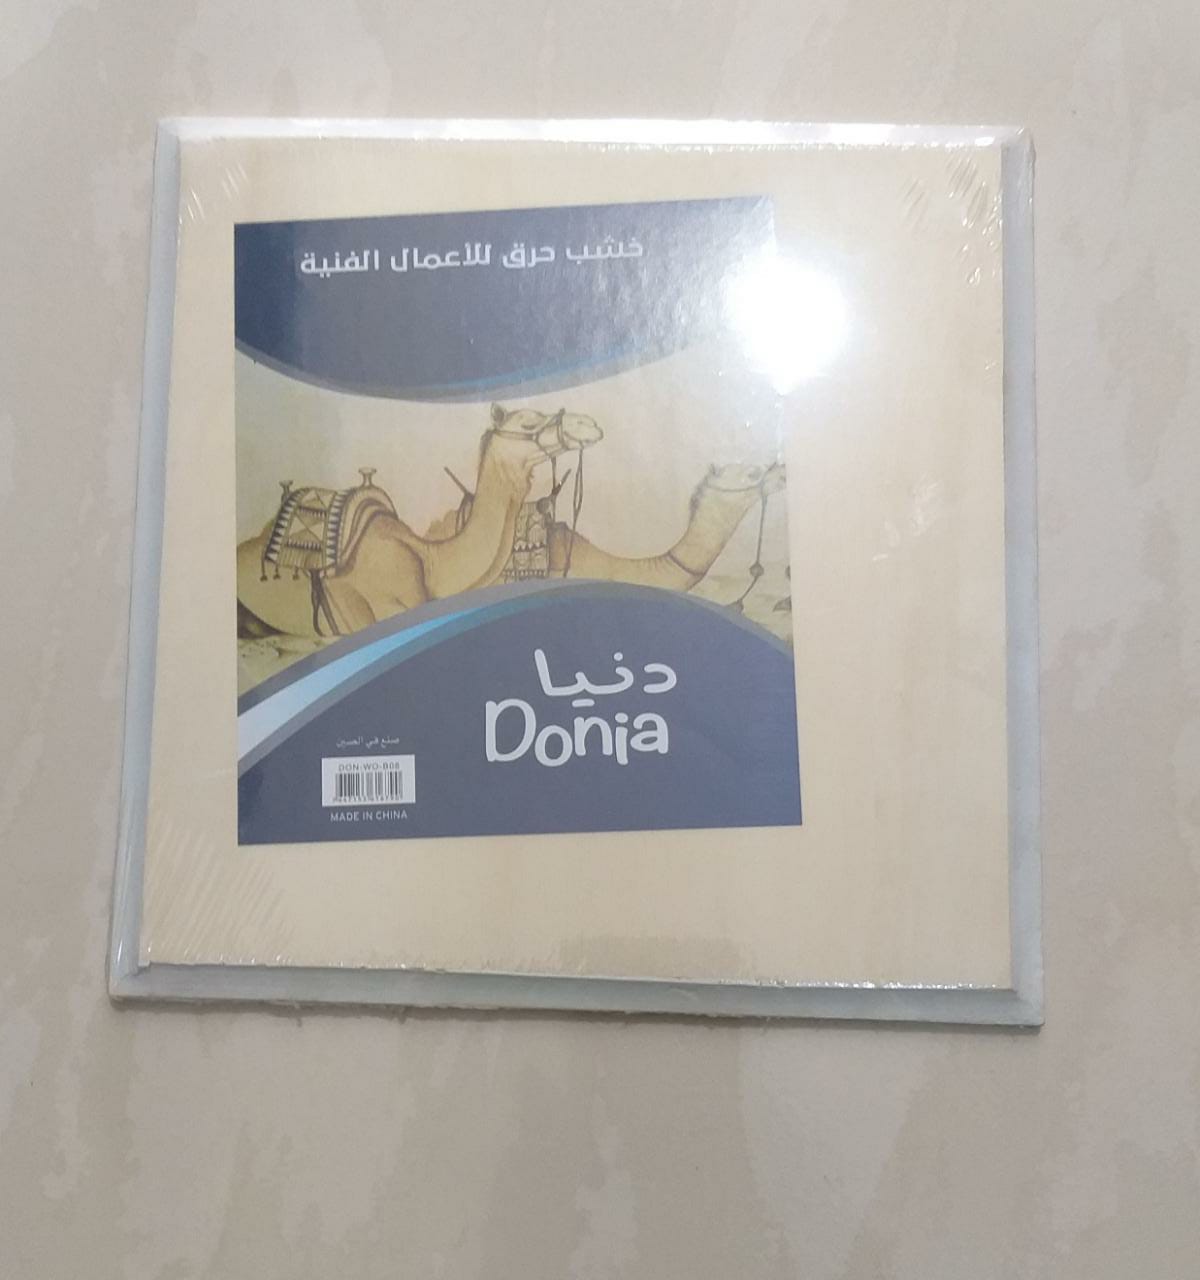 خشب حرق للأعمال الفنية
دنيا
Donia
صنع في الصين
DON-WO-B08
MADE IN CHINA